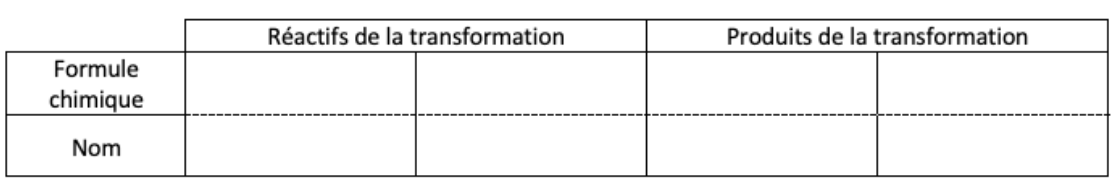 Réactifs de la transformation
Produits de la transformation
Formule
chimique
Nom